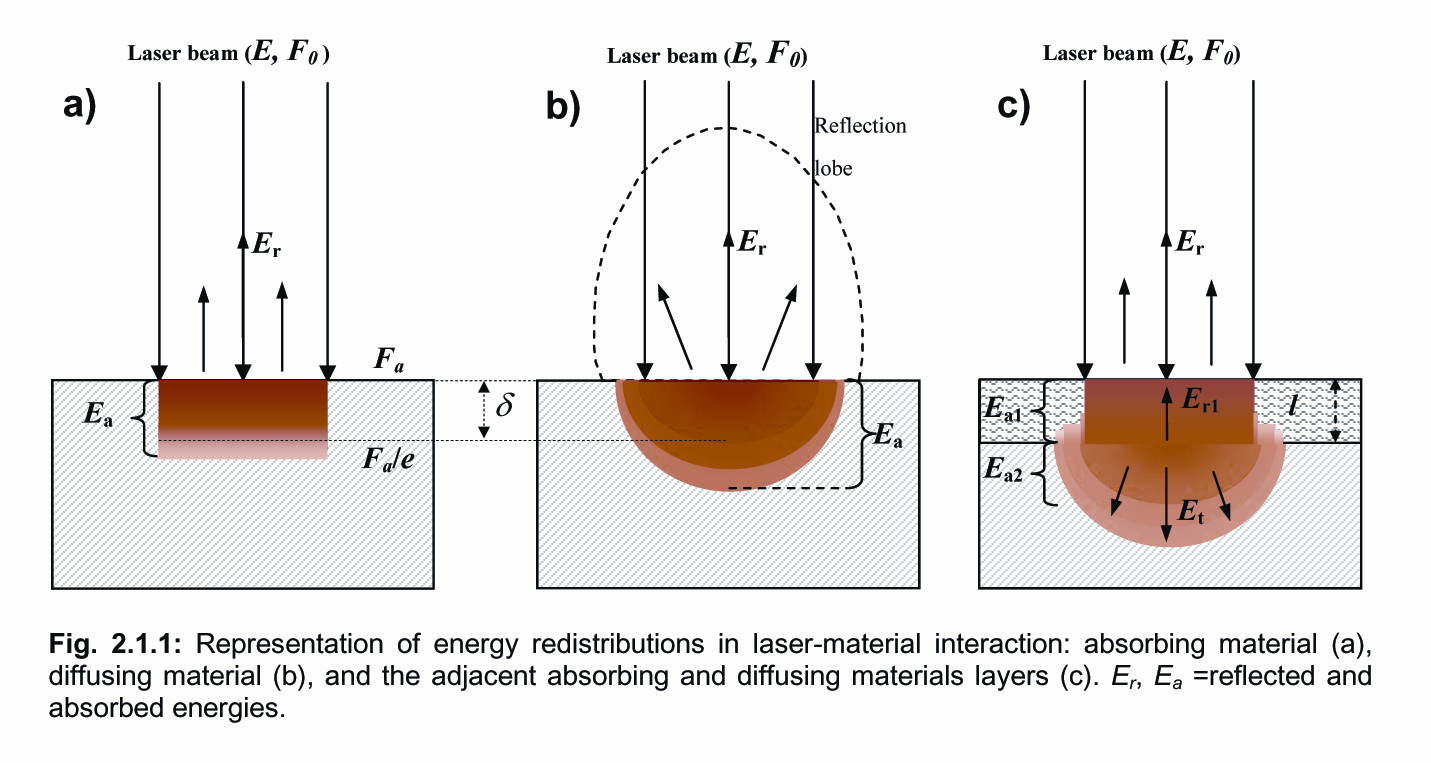 Laser beam (E, F0 )
Laser beam (E, F0)
Laser beam (E, F0)
a)
b)
c)
Reflection
lobe
Er
Er
Er
Fa
Ea
δ
Fa/e
Ea
Ea1
Er1
l
Ea2
Et
Fig. 2.1.1: Representation of energy redistributions in laser-material interaction: absorbing material (a),
diffusing material (b), and the adjacent absorbing and diffusing materials layers (c). Er, Ea =reflected and
absorbed energies.